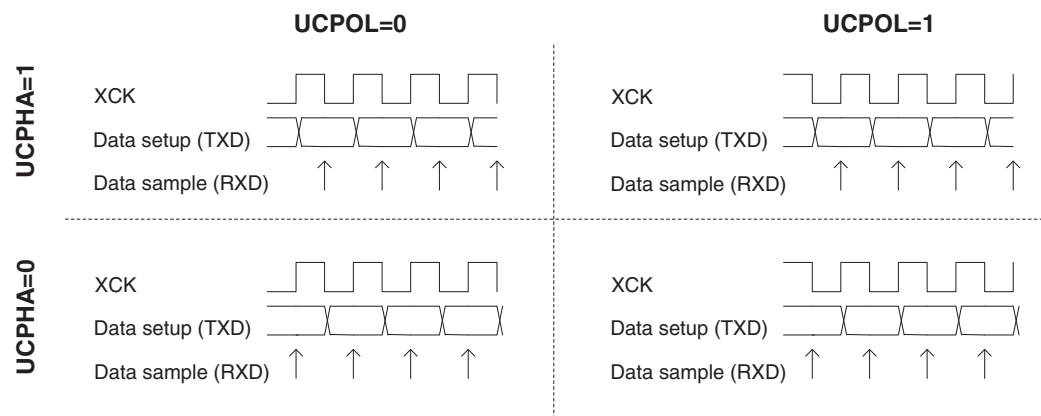 UCPOL=0
UCPOL=1
UCPHA=1
XCK
Data setup (TXD)
Data sample (RXD)
XCK
Data setup (TXD)
Data sample (RXD)
UCPHA=0
XCK
Data setup (TXD)
Data sample (RXD)
XCK
Data setup (TXD)
Data sample (RXD)